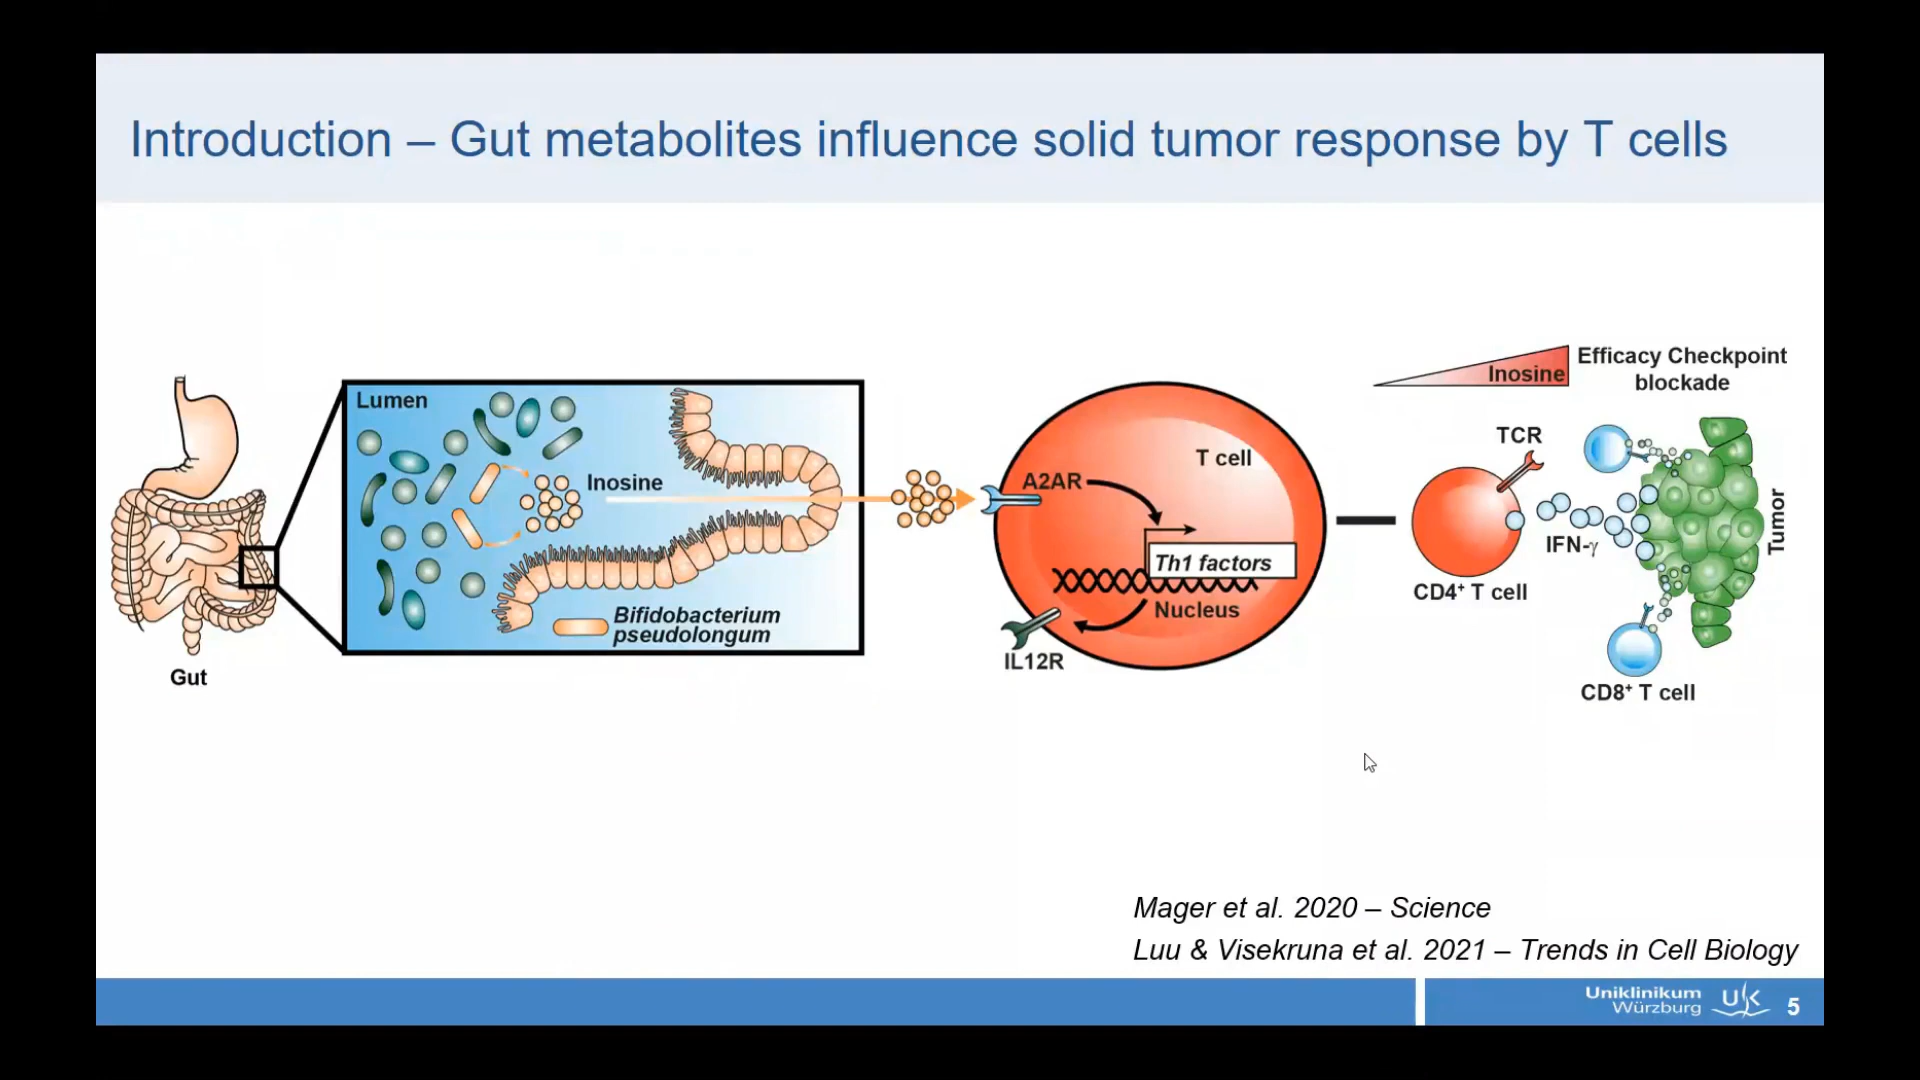 Introduction – Gut metabolites influence solid tumor response by T cells
Gut
Lumen
Inosine
Bifidobacterium
pseudolongum
A2AR
T cell
Th1 factors
Nucleus
IL12R
Inosine
Efficacy Checkpoint
blockade
TCR
CD4⁺ T cell
IFN-γ
CD8⁺ T cell
Tumor
Mager et al. 2020 – Science
Luu & Visekruna et al. 2021 – Trends in Cell Biology
Uniklinikum
Würzburg
UK
5